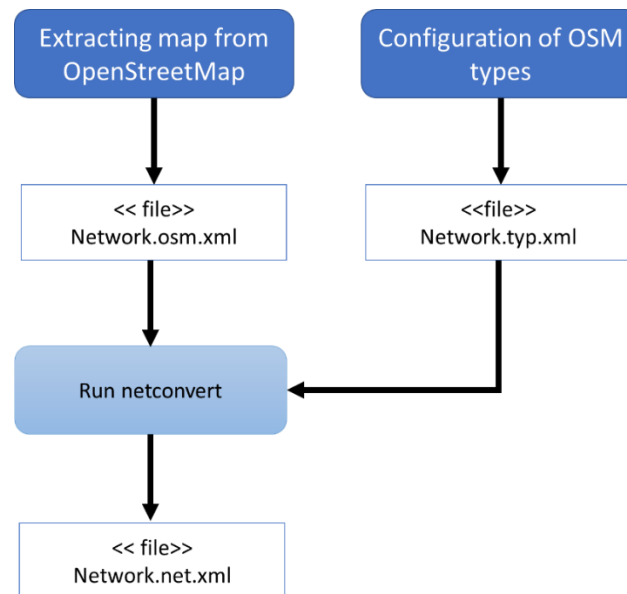 Extracting map from
OpenStreetMap
Configuration of OSM
types
<< file>>
Network.osm.xml
<<file>>
Network.typ.xml
Run netconvert
<< file>>
Network.net.xml